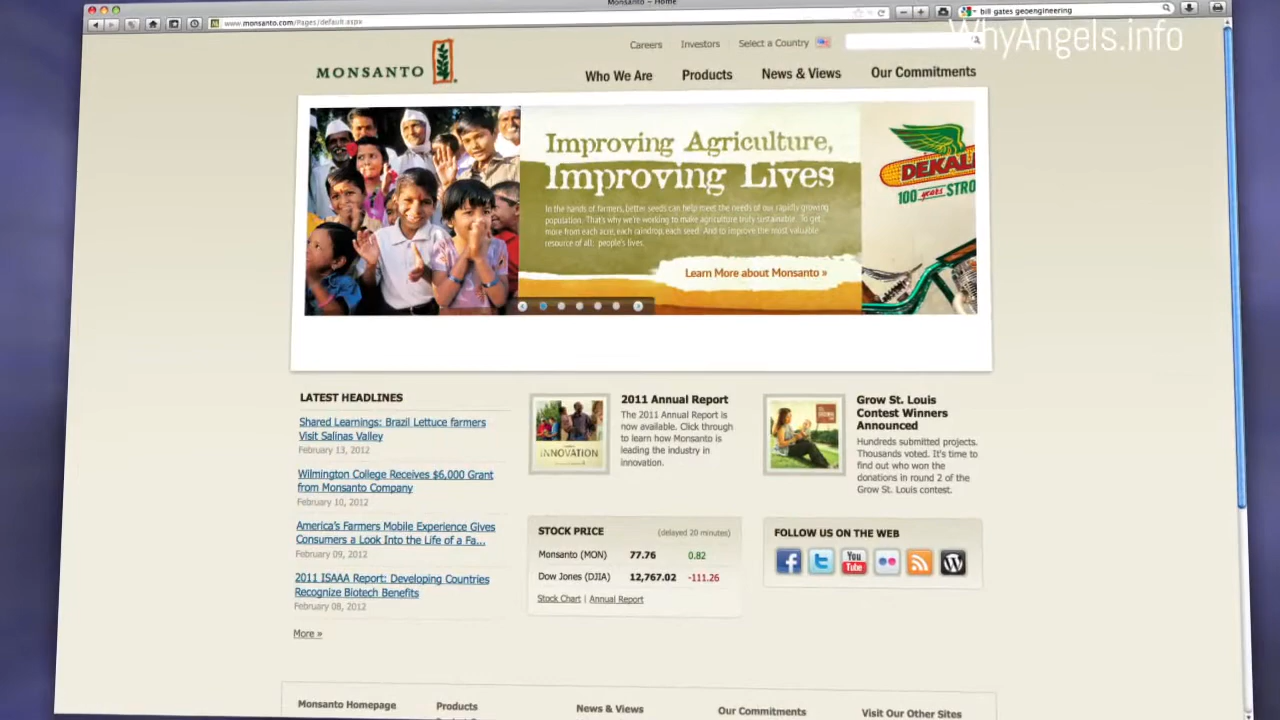 Monsanto – Home
www.monsanto.com/Pages/default.aspx
bill gates geoengineering
WhyAngels.info
Careers
Investors
Select a Country
MONSANTO
Who We Are
Products
News & Views
Our Commitments
Improving Agriculture,
Improving Lives
In the hands of farmers, better seeds can help meet the needs of our rapidly growing
population. That's why we're working to make agriculture truly sustainable. To get
more from each acre, each raindrop, each seed. And to improve the most valuable
resource of all: people's lives.
Learn More about Monsanto »
DEKAL
100 years STRO
LATEST HEADLINES
Shared Learnings: Brazil Lettuce farmers
Visit Salinas Valley
February 13, 2012
Wilmington College Receives $6,000 Grant
from Monsanto Company
February 10, 2012
America's Farmers Mobile Experience Gives
Consumers a Look Into the Life of a Fa...
February 09, 2012
2011 ISAAA Report: Developing Countries
Recognize Biotech Benefits
February 08, 2012
More »
INNOVATION
2011 Annual Report
The 2011 Annual Report is
now available. Click through
to learn how Monsanto is
leading the industry in
innovation.
Grow St. Louis
Contest Winners
Announced
Hundreds submitted projects.
Thousands voted. It's time to
find out who won the
donations in round 2 of the
Grow St. Louis contest.
STOCK PRICE
(delayed 20 minutes)
Monsanto (MON) 77.76 0.82
Dow Jones (DJIA) 12,767.02 -111.26
Stock Chart | Annual Report
FOLLOW US ON THE WEB
You
Tube
Monsanto Homepage
Products
News & Views
Our Commitments
Visit Our Other Sites